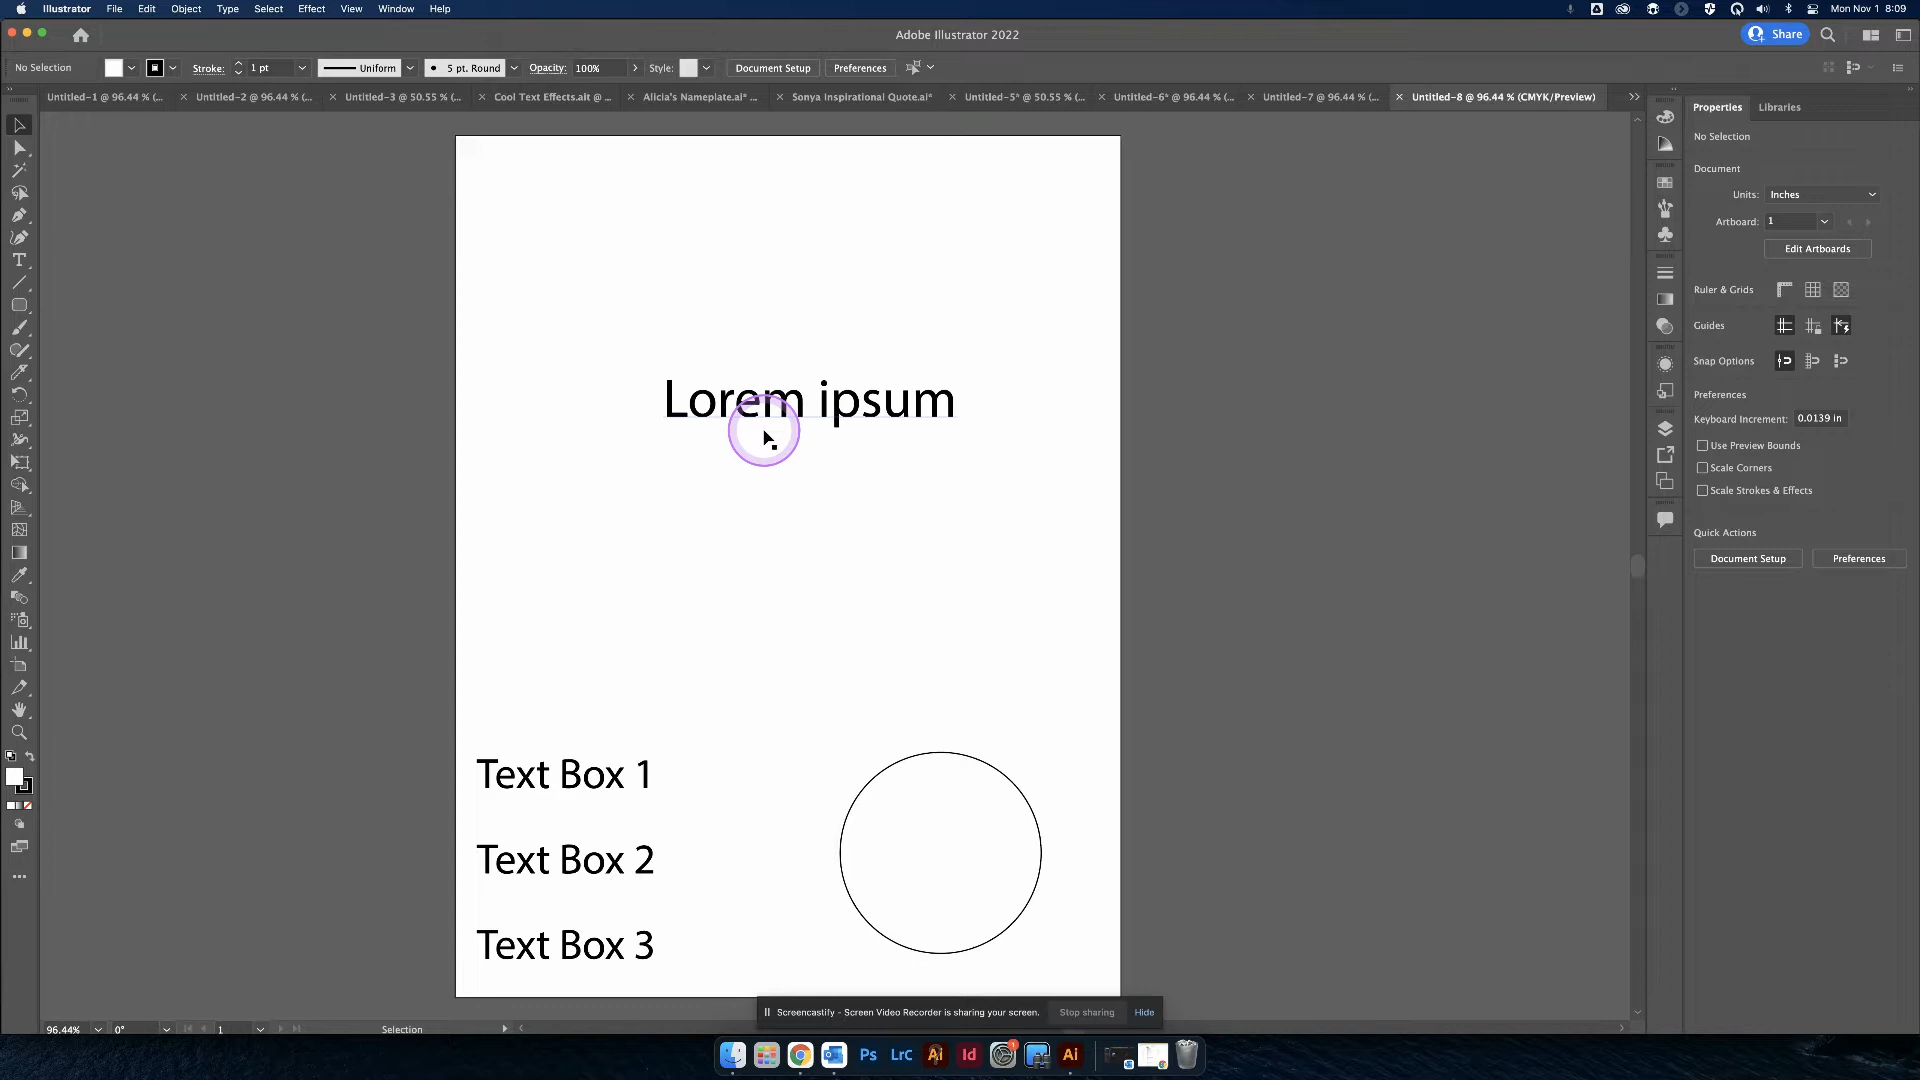 Illustrator File Edit Object Type Select Effect View Window Help
Mon Nov 1 8:09
Adobe Illustrator 2022
Share
No Selection Stroke: 1 pt Uniform 5 pt. Round Opacity: 100% Style: Document Setup Preferences
Untitled-1 @ 96.44 % (... Untitled-2 @ 96.44 % (... Untitled-3 @ 50.55 % (... Cool Text Effects.ait @ ... Alicia's Nameplate.ai* ... Sonya Inspirational Quote.ai* Untitled-5* @ 50.55 % (... Untitled-6* @ 96.44 % (... Untitled-7 @ 96.44 % (... Untitled-8 @ 96.44 % (CMYK/Preview)
Properties Libraries
No Selection
Document
Units: Inches
Artboard: 1
Edit Artboards
Ruler & Grids
Guides
Snap Options
Preferences
Keyboard Increment: 0.0139 in
Use Preview Bounds
Scale Corners
Scale Strokes & Effects
Quick Actions
Document Setup Preferences
Lorem ipsum
Text Box 1
Text Box 2
Text Box 3
Screencastify - Screen Video Recorder is sharing your screen. Stop sharing Hide
96.44% 0° 1 Selection
Ps LrC Ai Id 1 Ai